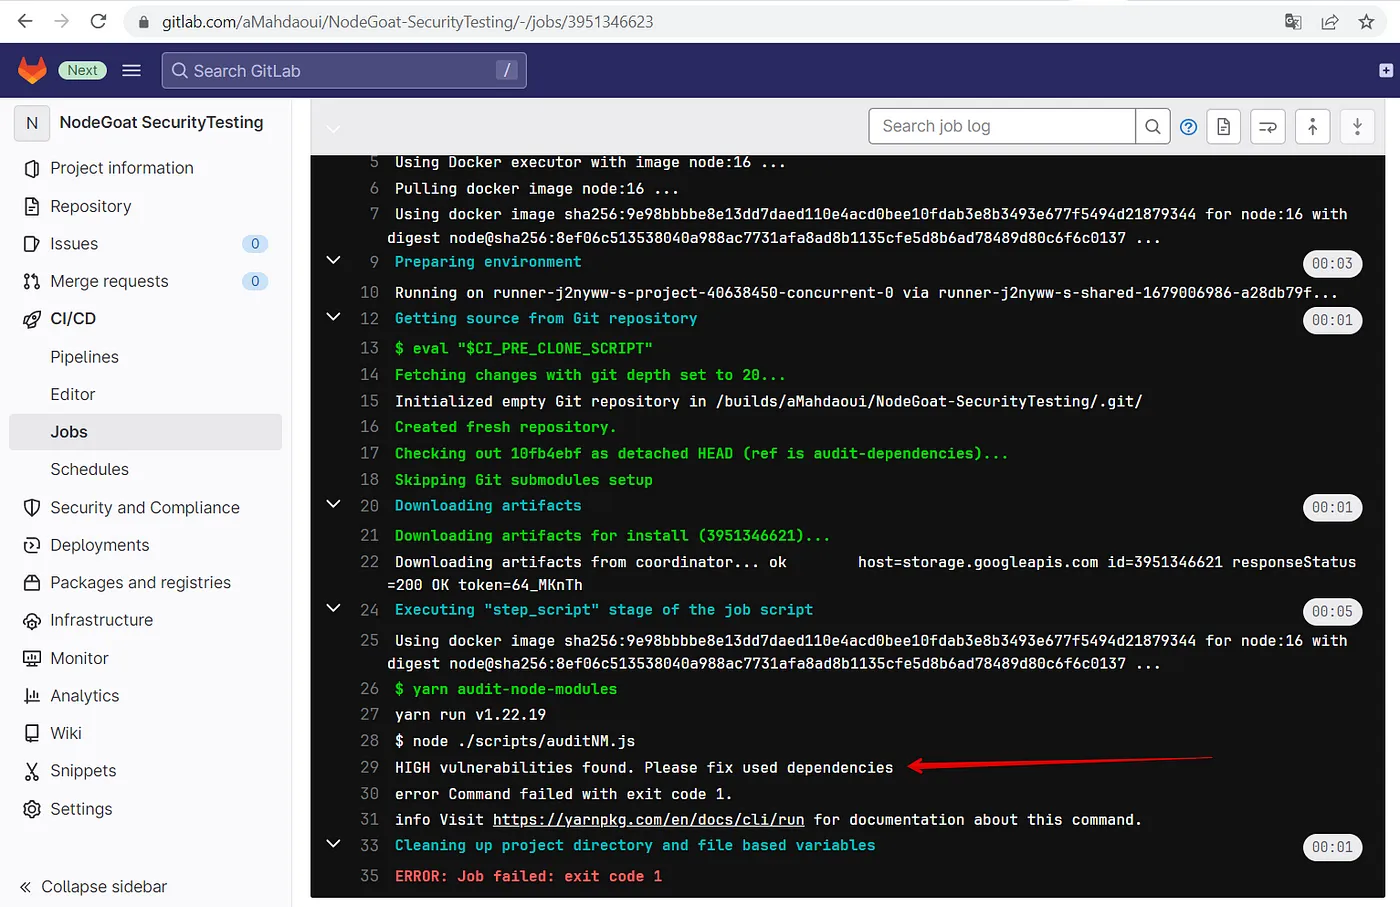 gitlab.com/aMahdaoui/NodeGoat-SecurityTesting/-/jobs/3951346623
Next
Search GitLab
/
N
NodeGoat SecurityTesting
Project information
Repository
Issues
0
Merge requests
0
CI/CD
Pipelines
Editor
Jobs
Schedules
Security and Compliance
Deployments
Packages and registries
Infrastructure
Monitor
Analytics
Wiki
Snippets
Settings
Collapse sidebar
Search job log
5 Using Docker executor with image node:16 ...
6 Pulling docker image node:16 ...
7 Using docker image sha256:9e98bbbbe8e13dd7daed110e4acd0bee10fdab3e8b3493e677f5494d21879344 for node:16 with
digest node@sha256:8ef06c513538040a988ac7731afa8ad8b1135cfe5d8b6ad78489d80c6f6c0137 ...
9 Preparing environment 00:03
10 Running on runner-j2nyww-s-project-40638450-concurrent-0 via runner-j2nyww-s-shared-1679006986-a28db79f...
12 Getting source from Git repository 00:01
13 $ eval "$CI_PRE_CLONE_SCRIPT"
14 Fetching changes with git depth set to 20...
15 Initialized empty Git repository in /builds/aMahdaoui/NodeGoat-SecurityTesting/.git/
16 Created fresh repository.
17 Checking out 10fb4ebf as detached HEAD (ref is audit-dependencies)...
18 Skipping Git submodules setup
20 Downloading artifacts 00:01
21 Downloading artifacts for install (3951346621)...
22 Downloading artifacts from coordinator... ok host=storage.googleapis.com id=3951346621 responseStatus
=200 OK token=64_MKnTh
24 Executing "step_script" stage of the job script 00:05
25 Using docker image sha256:9e98bbbbe8e13dd7daed110e4acd0bee10fdab3e8b3493e677f5494d21879344 for node:16 with
digest node@sha256:8ef06c513538040a988ac7731afa8ad8b1135cfe5d8b6ad78489d80c6f6c0137 ...
26 $ yarn audit-node-modules
27 yarn run v1.22.19
28 $ node ./scripts/auditNM.js
29 HIGH vulnerabilities found. Please fix used dependencies
30 error Command failed with exit code 1.
31 info Visit https://yarnpkg.com/en/docs/cli/run for documentation about this command.
33 Cleaning up project directory and file based variables 00:01
35 ERROR: Job failed: exit code 1